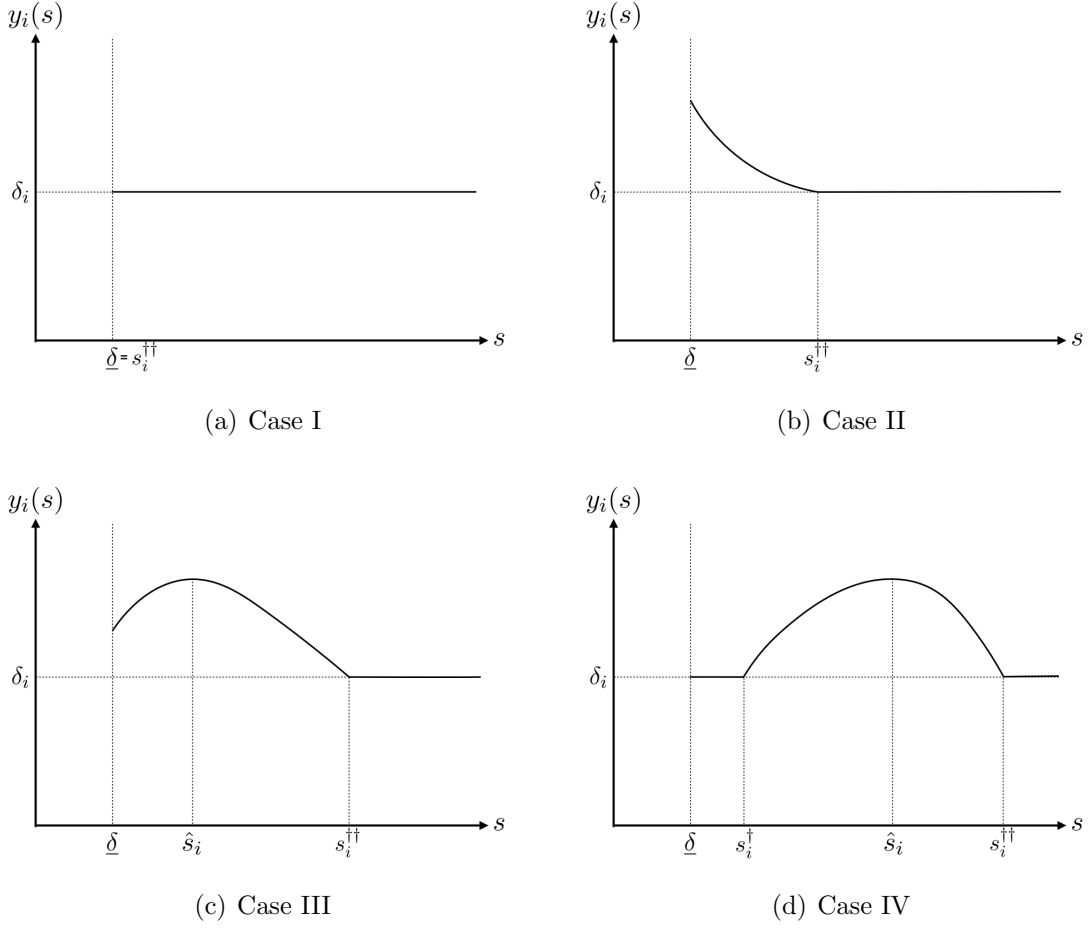 y_i(s) y_i(s)
δ_i δ_i
s s
δ̲ = s_i^{††} δ̲ s_i^{††}
(a) Case I (b) Case II
y_i(s) y_i(s)
δ_i δ_i
s s
δ̲ ŝ_i s_i^{††} δ̲ s_i^† ŝ_i s_i^{††}
(c) Case III (d) Case IV